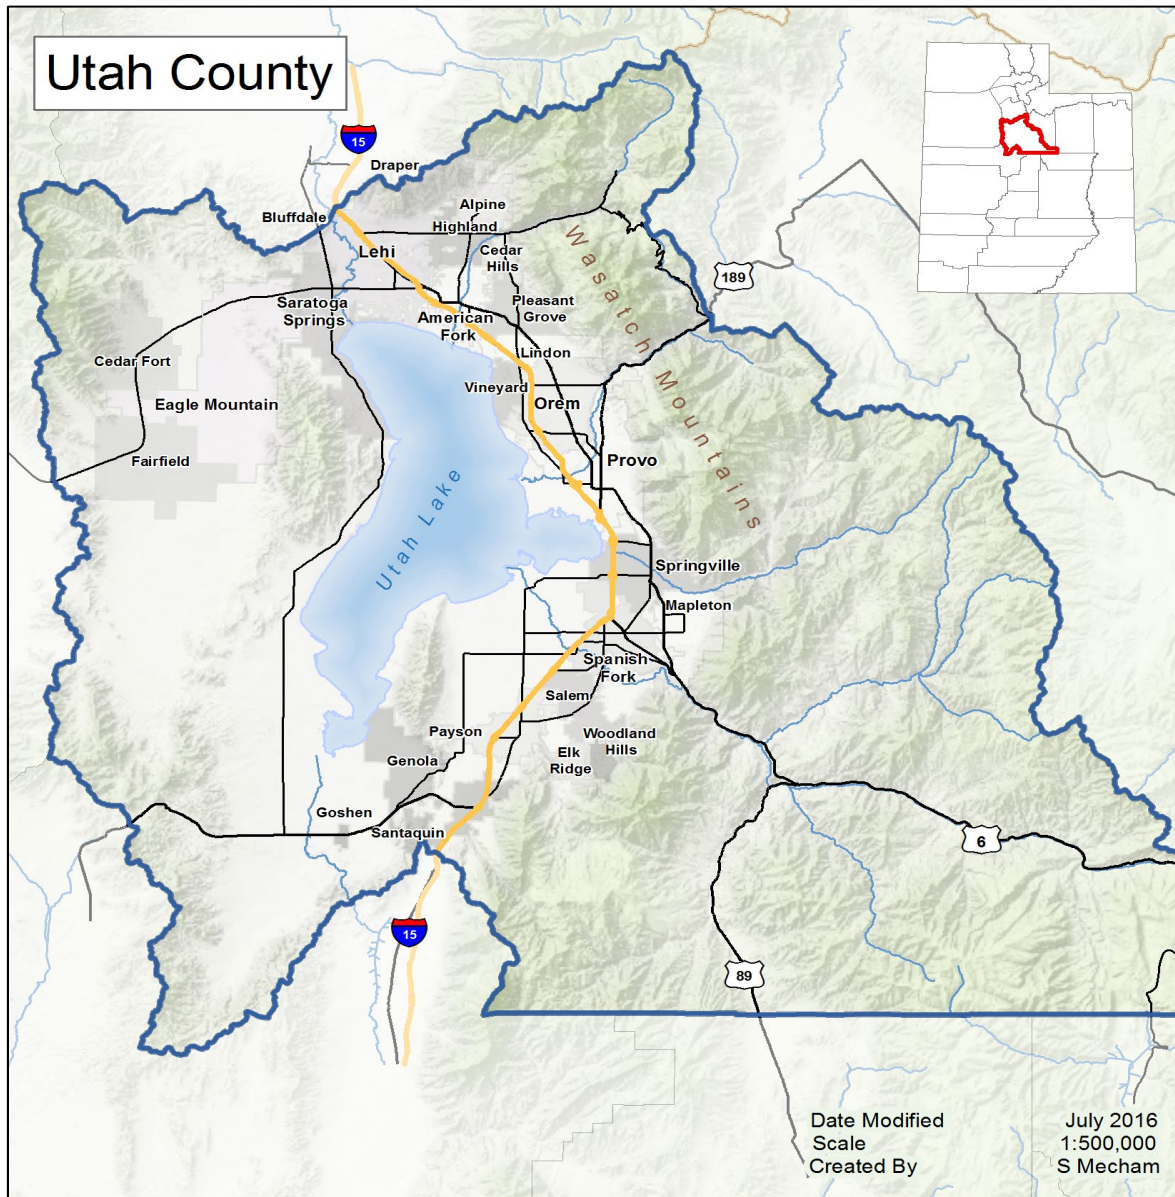 Utah County
15
Draper
Alpine
Bluffdale
Highland
Lehi
Cedar
Hills
189
Saratoga
Springs
Pleasant
Grove
American
Fork
Lindon
Cedar Fort
Vineyard
Eagle Mountain
Orem
Wasatch Mountains
Fairfield
Provo
Utah Lake
Springville
Mapleton
Spanish
Fork
Salem
Payson
Woodland
Hills
Elk
Ridge
Genola
Goshen
Santaquin
6
15
89
Date Modified July 2016
Scale 1:500,000
Created By S Mecham